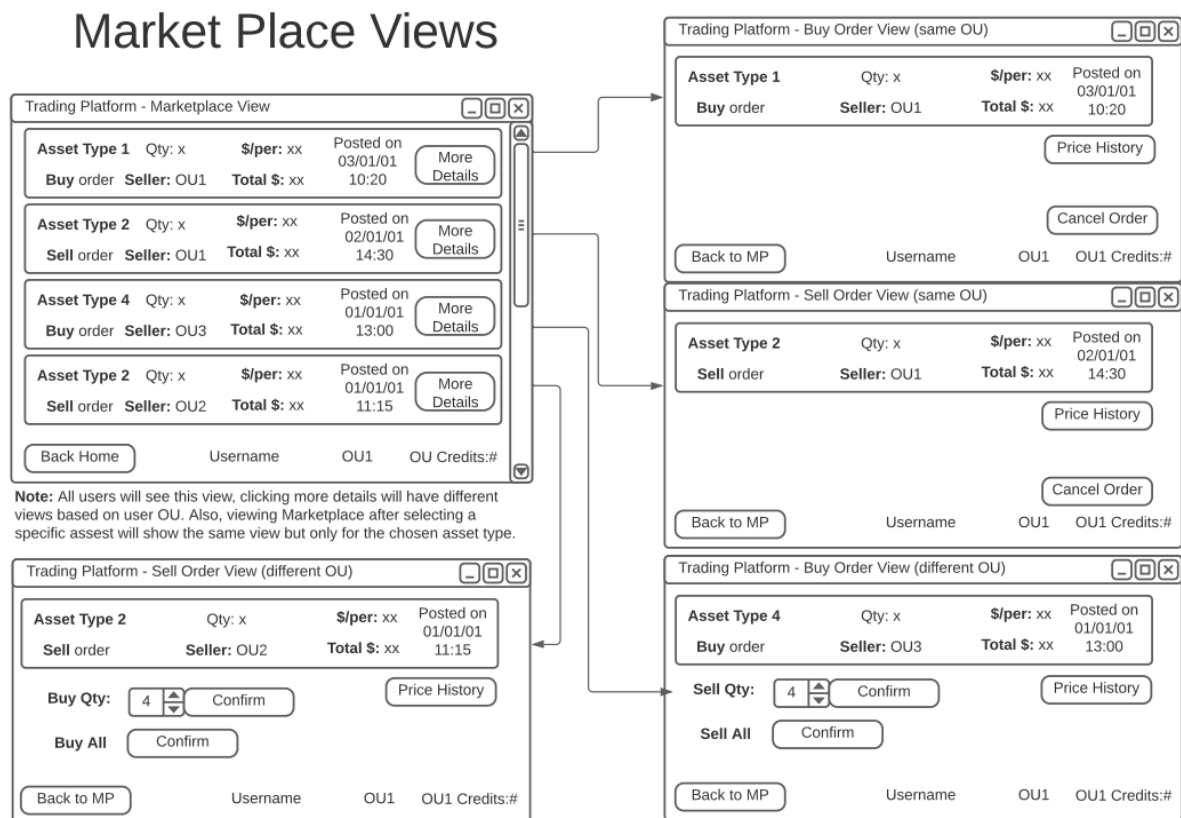 Market Place Views
Trading Platform - Marketplace View
Asset Type 1 Qty: x $/per: xx Posted on
03/01/01
Buy order Seller: OU1 Total $: xx 10:20
More
Details
Asset Type 2 Qty: x $/per: xx Posted on
02/01/01
Sell order Seller: OU1 Total $: xx 14:30
More
Details
Asset Type 4 Qty: x $/per: xx Posted on
01/01/01
Buy order Seller: OU3 Total $: xx 13:00
More
Details
Asset Type 2 Qty: x $/per: xx Posted on
01/01/01
Sell order Seller: OU2 Total $: xx 11:15
More
Details
Back Home Username OU1 OU Credits:#
Note: All users will see this view, clicking more details will have different
views based on user OU. Also, viewing Marketplace after selecting a
specific assest will show the same view but only for the chosen asset type.
Trading Platform - Sell Order View (different OU)
Asset Type 2 Qty: x $/per: xx Posted on
01/01/01
Sell order Seller: OU2 Total $: xx 11:15
Buy Qty: 4 Confirm Price History
Buy All Confirm
Back to MP Username OU1 OU1 Credits:#
Trading Platform - Buy Order View (same OU)
Asset Type 1 Qty: x $/per: xx Posted on
03/01/01
Buy order Seller: OU1 Total $: xx 10:20
Price History
Cancel Order
Back to MP Username OU1 OU1 Credits:#
Trading Platform - Sell Order View (same OU)
Asset Type 2 Qty: x $/per: xx Posted on
02/01/01
Sell order Seller: OU1 Total $: xx 14:30
Price History
Cancel Order
Back to MP Username OU1 OU1 Credits:#
Trading Platform - Buy Order View (different OU)
Asset Type 4 Qty: x $/per: xx Posted on
01/01/01
Buy order Seller: OU3 Total $: xx 13:00
Sell Qty: 4 Confirm Price History
Sell All Confirm
Back to MP Username OU1 OU1 Credits:#